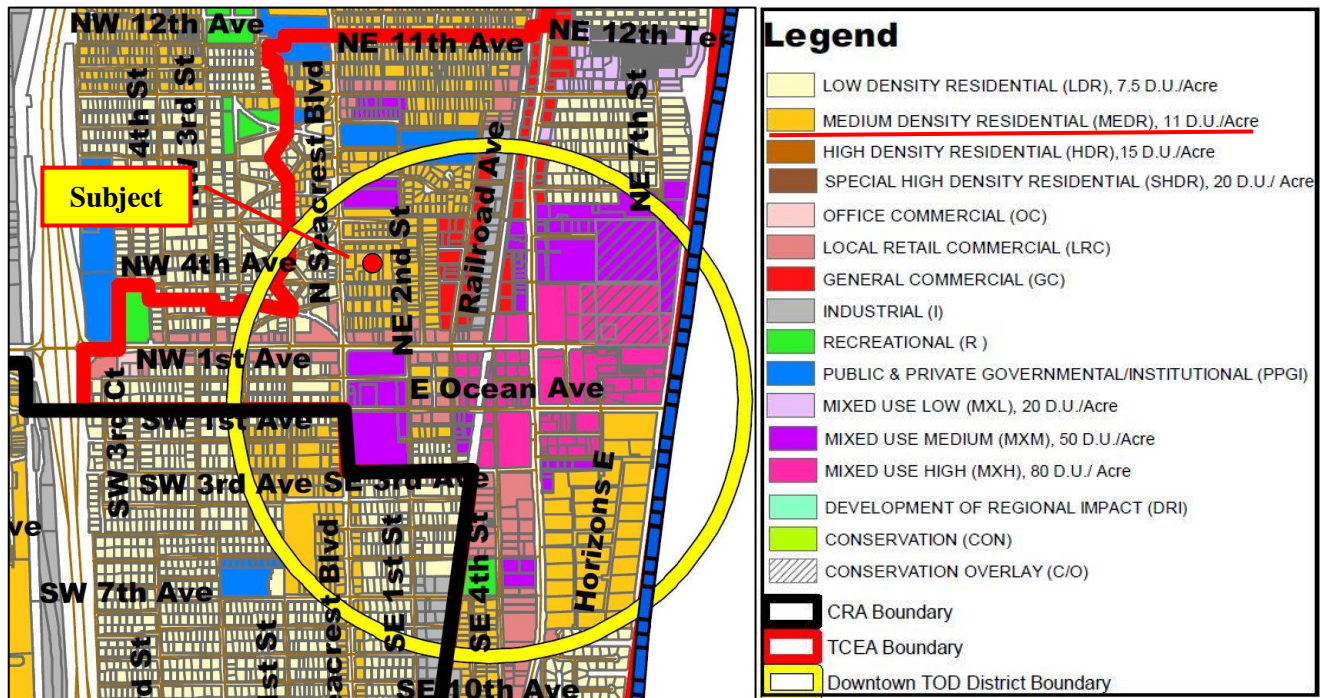 NW 12th Ave
NE 11th Ave
NE 12th Te
4th St
NW 3rd St
N Seacrest Blvd
Railroad Ave
NE 7th St
Subject
NW 4th Ave
NE 2nd St
NW 1st Ave
E Ocean Ave
SW 3rd Ct
SW 1st Ave
SW 3rd Ave
SE 3rd Ave
ve
SW 7th Ave
acrest Blvd
SE 1st St
SE 4th St
Horizons E
d St
1st St
SE 10th Ave
Legend
LOW DENSITY RESIDENTIAL (LDR), 7.5 D.U./Acre
MEDIUM DENSITY RESIDENTIAL (MEDR), 11 D.U./Acre
HIGH DENSITY RESIDENTIAL (HDR),15 D.U./Acre
SPECIAL HIGH DENSITY RESIDENTIAL (SHDR), 20 D.U./ Acre
OFFICE COMMERCIAL (OC)
LOCAL RETAIL COMMERCIAL (LRC)
GENERAL COMMERCIAL (GC)
INDUSTRIAL (I)
RECREATIONAL (R )
PUBLIC & PRIVATE GOVERNMENTAL/INSTITUTIONAL (PPGI)
MIXED USE LOW (MXL), 20 D.U./Acre
MIXED USE MEDIUM (MXM), 50 D.U./Acre
MIXED USE HIGH (MXH), 80 D.U./ Acre
DEVELOPMENT OF REGIONAL IMPACT (DRI)
CONSERVATION (CON)
CONSERVATION OVERLAY (C/O)
CRA Boundary
TCEA Boundary
Downtown TOD District Boundary